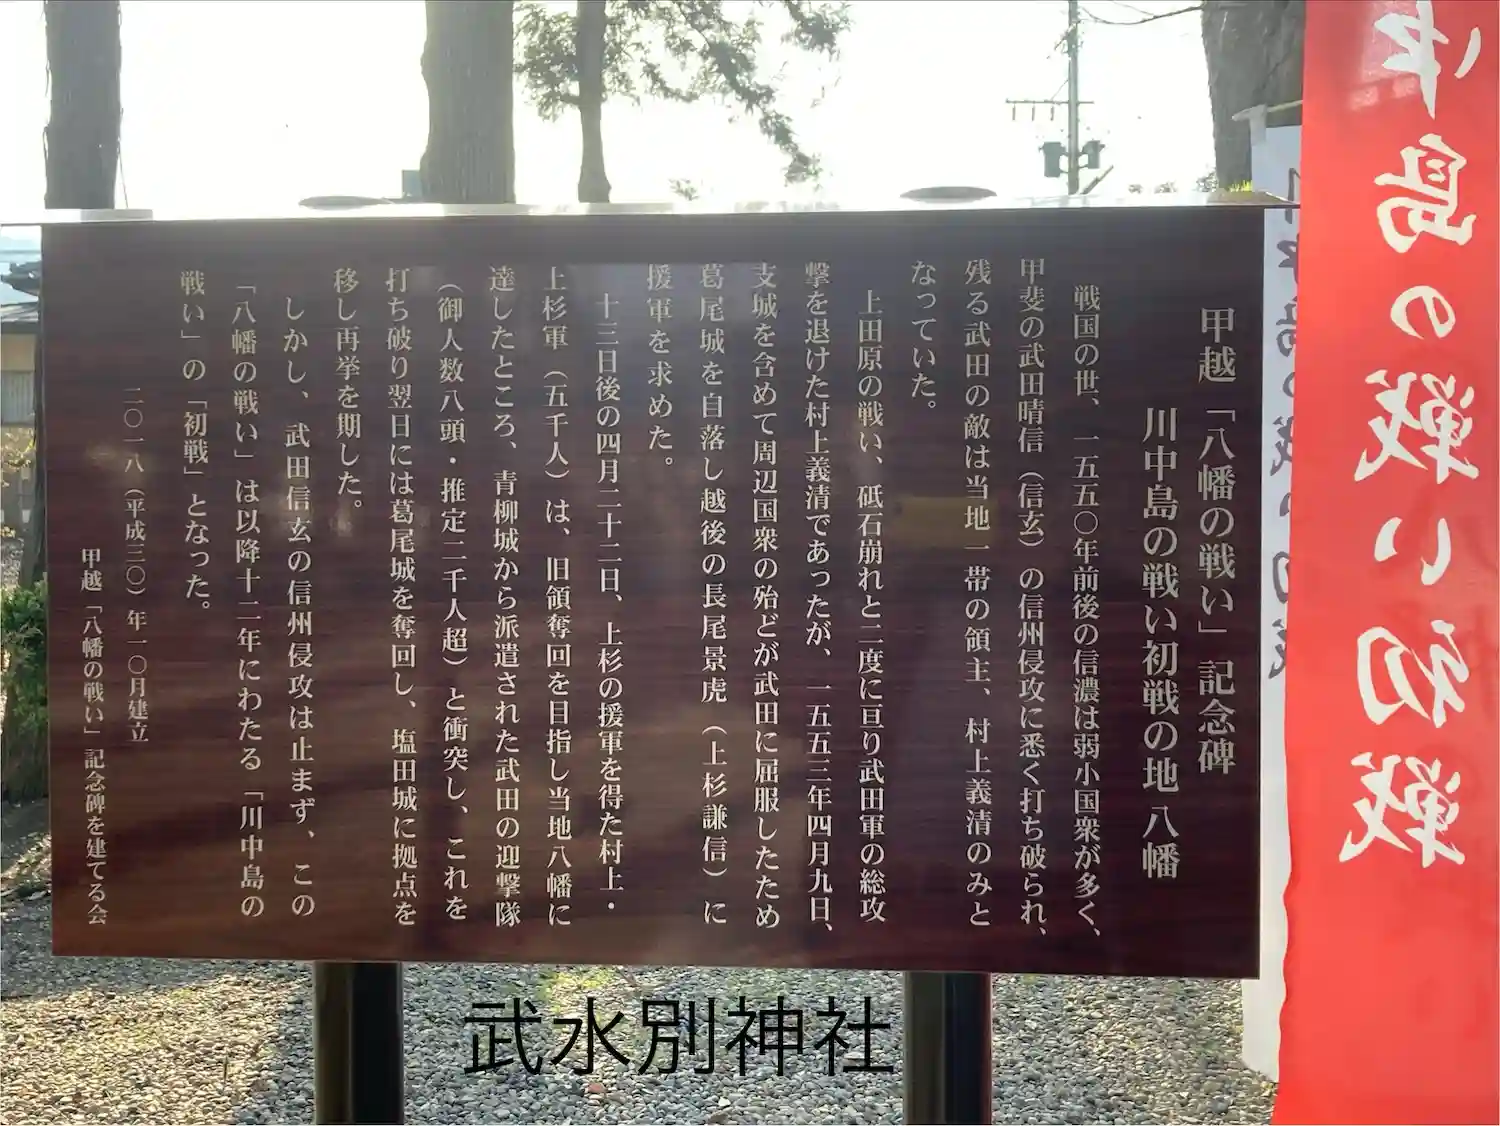 甲越「八幡の戦い」記念碑
川中島の戦い初戦の地 八幡
戦国の世、一五五〇年前後の信濃は弱小国衆が多く、
甲斐の武田晴信（信玄）の信州侵攻に悉く打ち破られ、
残る武田の敵は当地一帯の領主、村上義清のみと
なっていた。
上田原の戦い、砥石崩れと二度に亘り武田軍の総攻
撃を退けた村上義清であったが、一五五三年四月九日、
支城を含めて周辺国衆の殆どが武田に屈服したため
葛尾城を自落し越後の長尾景虎（上杉謙信）に
援軍を求めた。
十三日後の四月二十二日、上杉の援軍を得た村上・
上杉軍（五千人）は、旧領奪回を目指し当地八幡に
達したところ、青柳城から派遣された武田の迎撃隊
（御人数八頭・推定二千人超）と衝突し、これを
打ち破り翌日には葛尾城を奪回し、塩田城に拠点を
移し再挙を期した。
しかし、武田信玄の信州侵攻は止まず、この
「八幡の戦い」は以降十二年にわたる「川中島の
戦い」の「初戦」となった。
二〇一八（平成三〇）年一〇月建立
甲越「八幡の戦い」記念碑を建てる会
川中島の戦い初戦
武水別神社